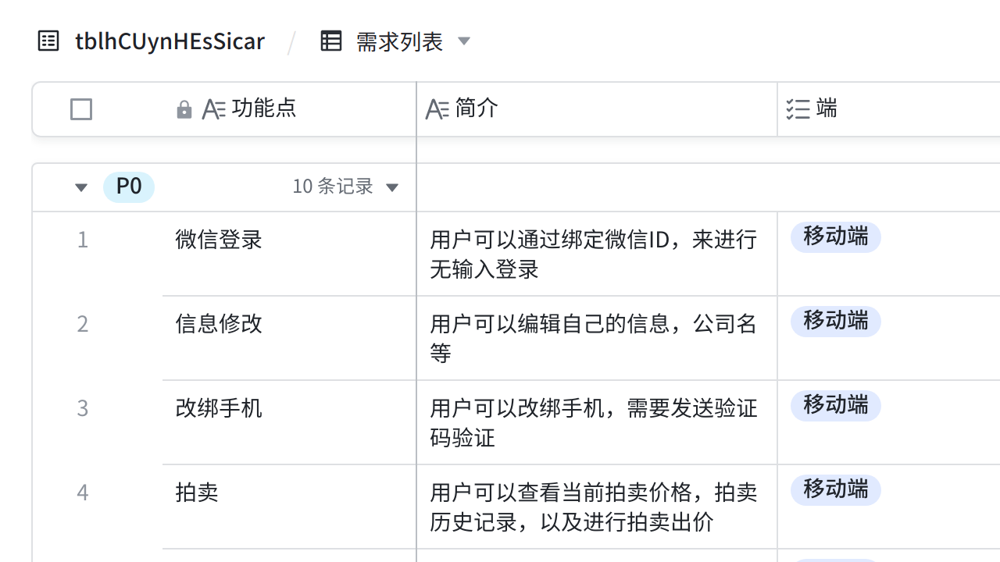 tblhCUynHEsSicar / 需求列表
功能点 简介 端
P0 10 条记录
1 微信登录 用户可以通过绑定微信ID，来进行 移动端
无输入登录
2 信息修改 用户可以编辑自己的信息，公司名 移动端
等
3 改绑手机 用户可以改绑手机，需要发送验证 移动端
码验证
4 拍卖 用户可以查看当前拍卖价格，拍卖 移动端
历史记录，以及进行拍卖出价